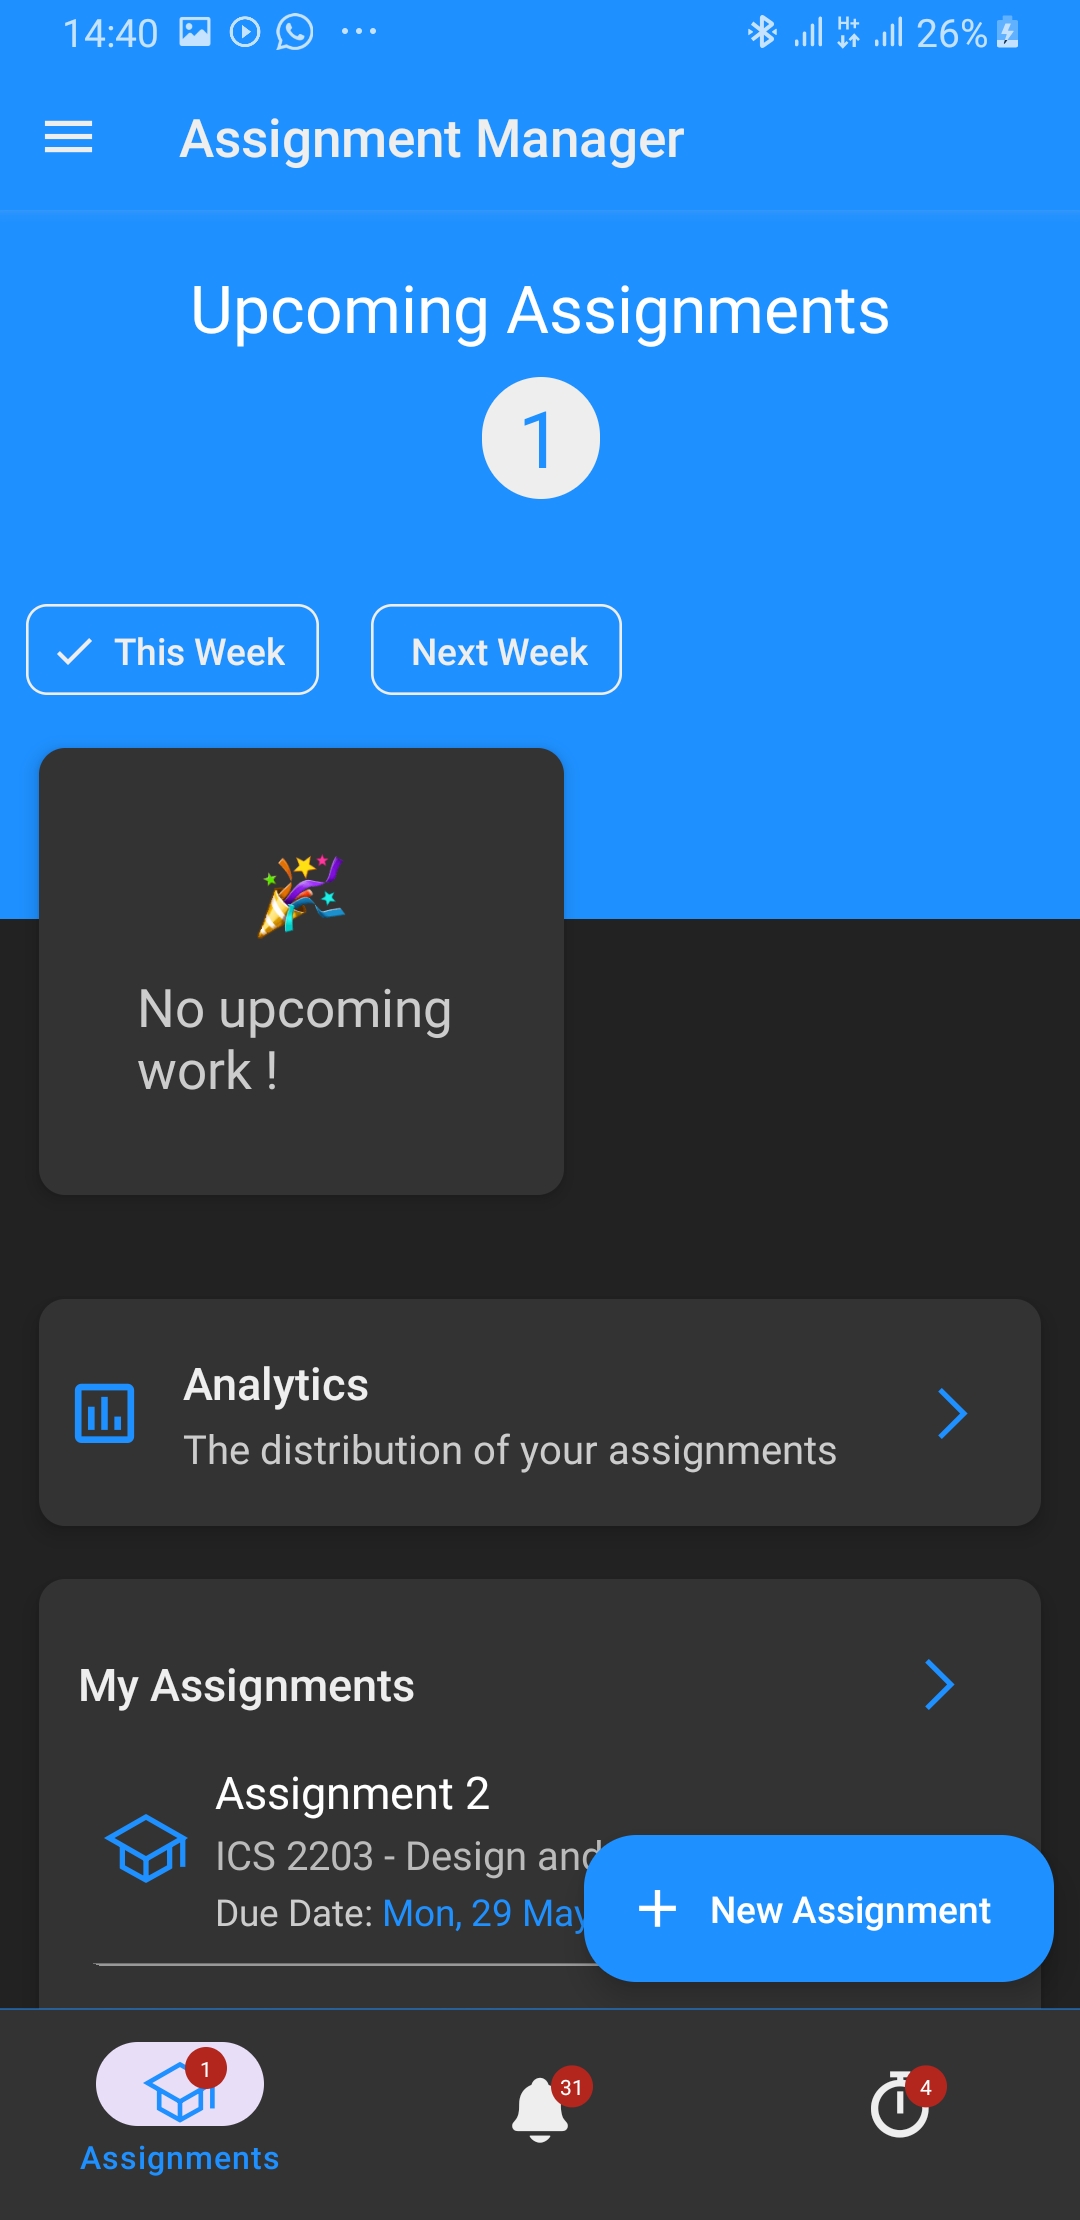 14:40
26%
Assignment Manager
Upcoming Assignments
1
This Week
Next Week
No upcoming
work !
Analytics
The distribution of your assignments
My Assignments
Assignment 2
ICS 2203 - Design and
Due Date: Mon, 29 May
New Assignment
1
31
4
Assignments